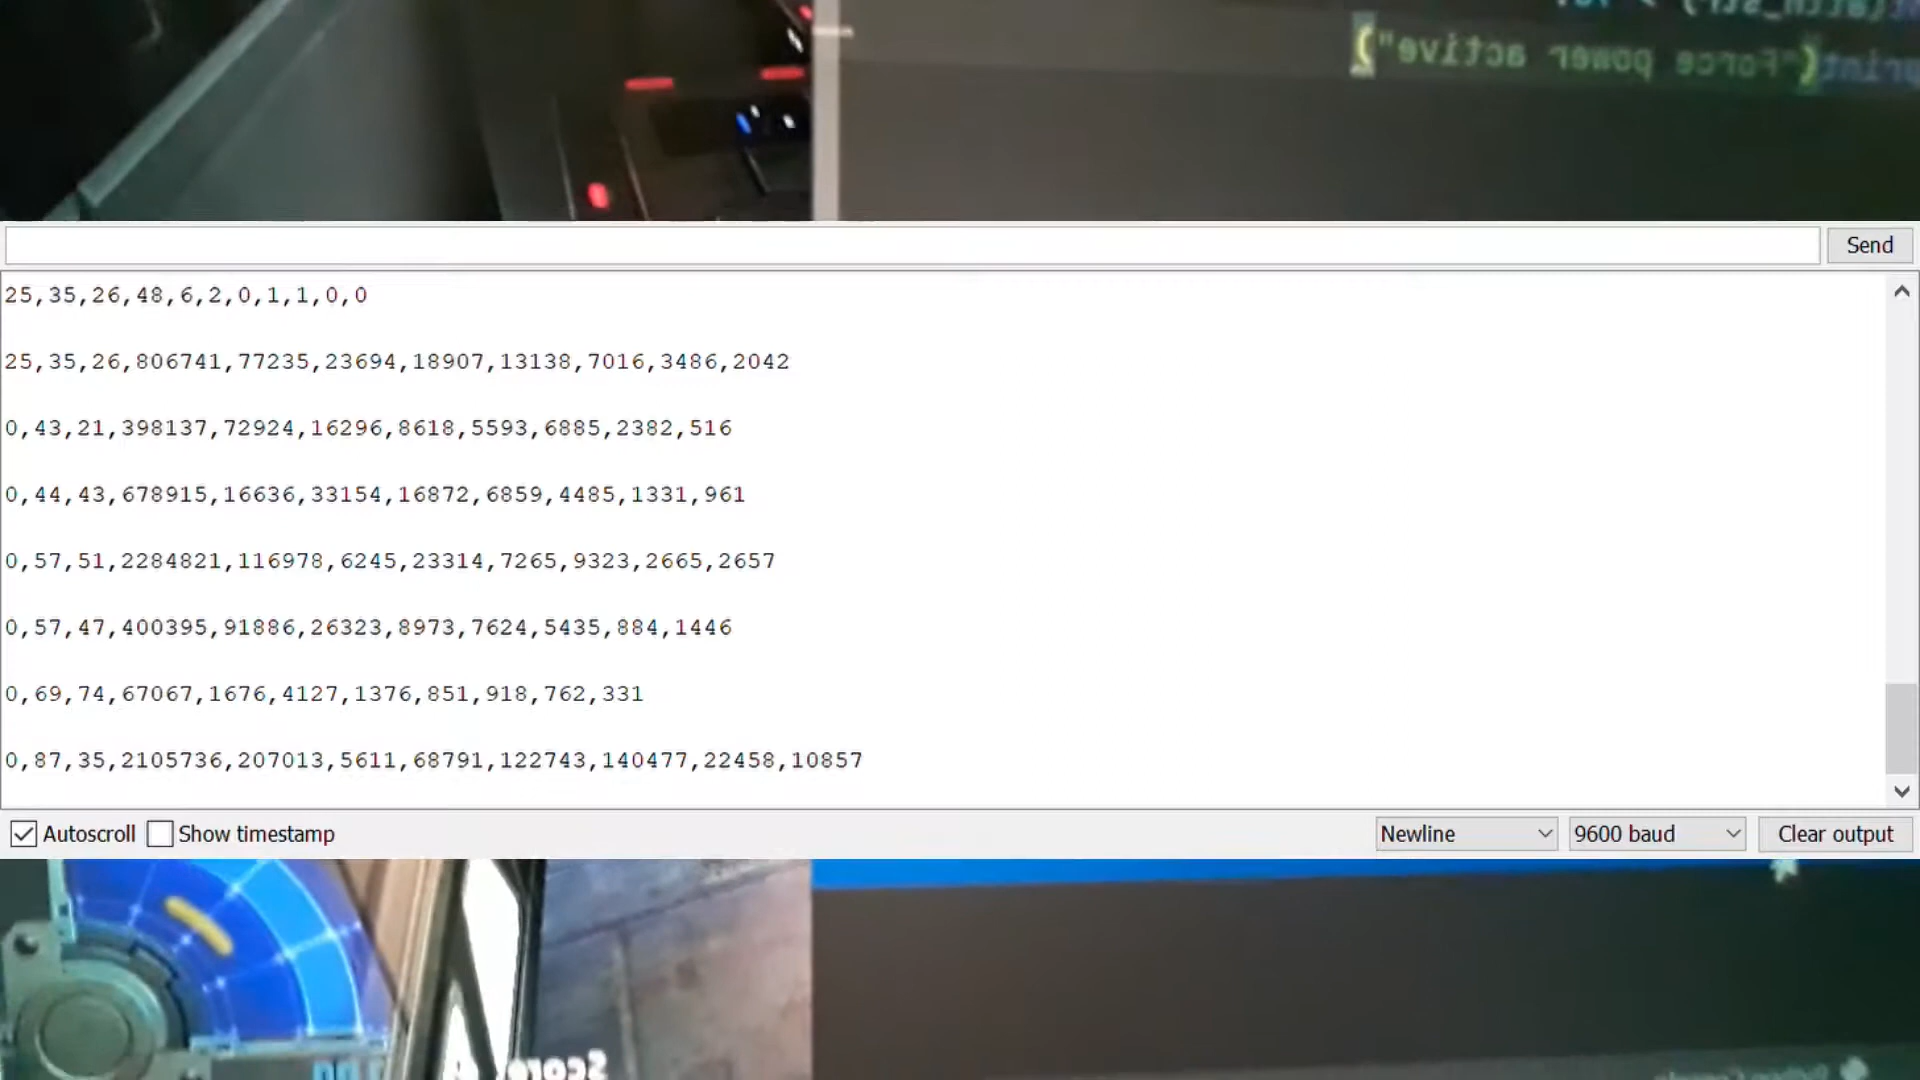 print("Force power active")
Send
25,35,26,48,6,2,0,1,1,0,0
25,35,26,806741,77235,23694,18907,13138,7016,3486,2042
0,43,21,398137,72924,16296,8618,5593,6885,2382,516
0,44,43,678915,16636,33154,16872,6859,4485,1331,961
0,57,51,2284821,116978,6245,23314,7265,9323,2665,2657
0,57,47,400395,91886,26323,8973,7624,5435,884,1446
0,69,74,67067,1676,4127,1376,851,918,762,331
0,87,35,2105736,207013,5611,68791,122743,140477,22458,10857
Autoscroll Show timestamp Newline 9600 baud Clear output
Score